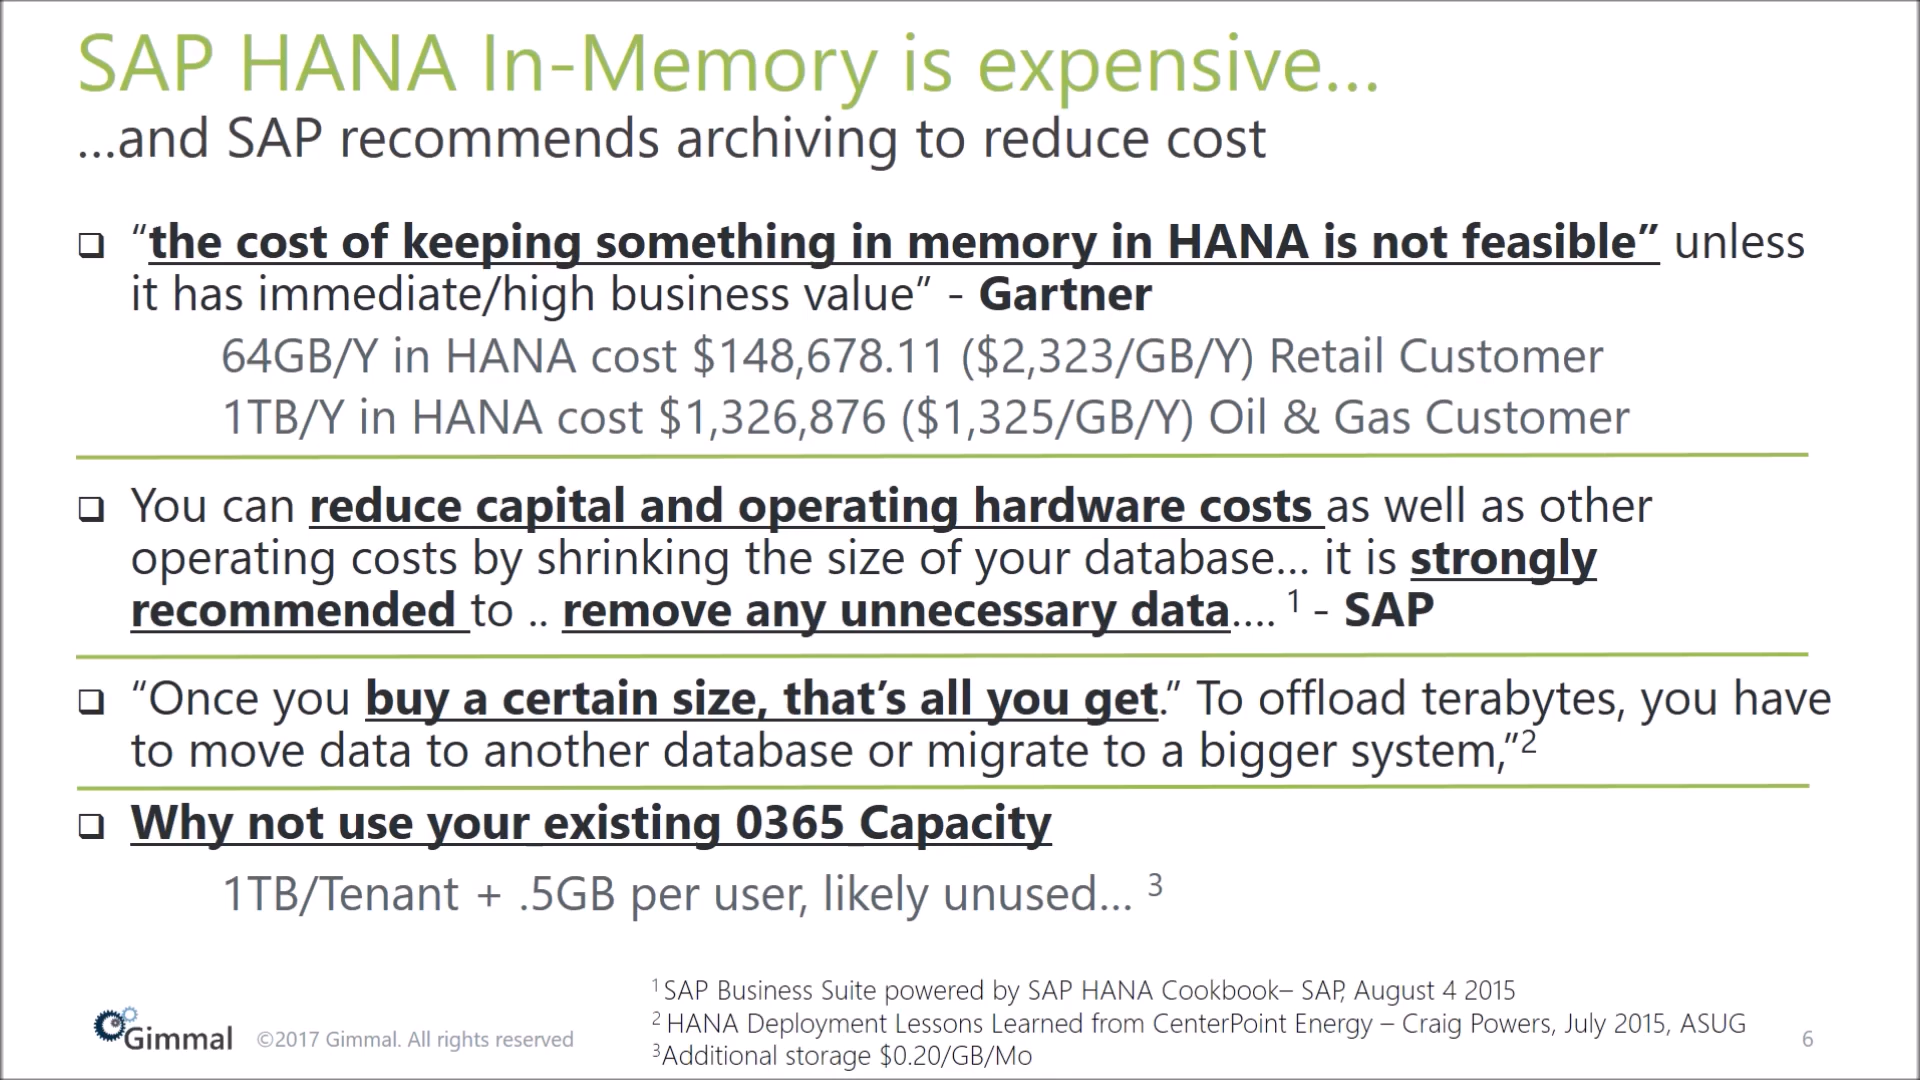 SAP HANA In-Memory is expensive...
...and SAP recommends archiving to reduce cost
❑ “the cost of keeping something in memory in HANA is not feasible” unless
it has immediate/high business value” - Gartner
64GB/Y in HANA cost $148,678.11 ($2,323/GB/Y) Retail Customer
1TB/Y in HANA cost $1,326,876 ($1,325/GB/Y) Oil & Gas Customer
❑ You can reduce capital and operating hardware costs as well as other
operating costs by shrinking the size of your database... it is strongly
recommended to .. remove any unnecessary data.... ¹ - SAP
❑ “Once you buy a certain size, that’s all you get.” To offload terabytes, you have
to move data to another database or migrate to a bigger system,”²
❑ Why not use your existing 0365 Capacity
1TB/Tenant + .5GB per user, likely unused... ³
¹ SAP Business Suite powered by SAP HANA Cookbook– SAP, August 4 2015
² HANA Deployment Lessons Learned from CenterPoint Energy – Craig Powers, July 2015, ASUG
³Additional storage $0.20/GB/Mo
Gimmal ©2017 Gimmal. All rights reserved
6